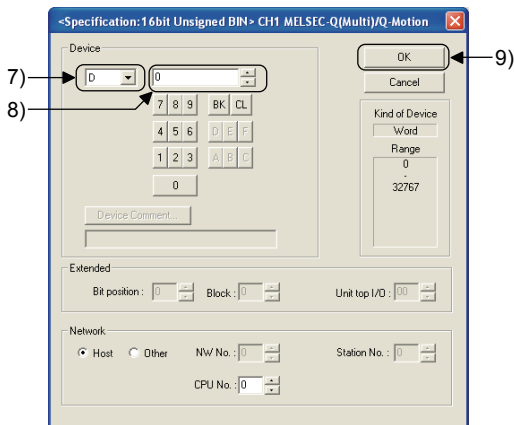 <Specification:16bit Unsigned BIN> CH1 MELSEC-Q(Multi)/Q-Motion
Device
7) D 0
8)
7 8 9 BK CL
4 5 6 D E F
1 2 3 A B C
0
Device Comment...
OK 9)
Cancel
Kind of Device
Word
Range
0
-
32767
Extended
Bit position : 0 Block : 0 Unit top I/O : 00
Network
Host Other NW No. : 0 Station No. : 0
CPU No. : 0